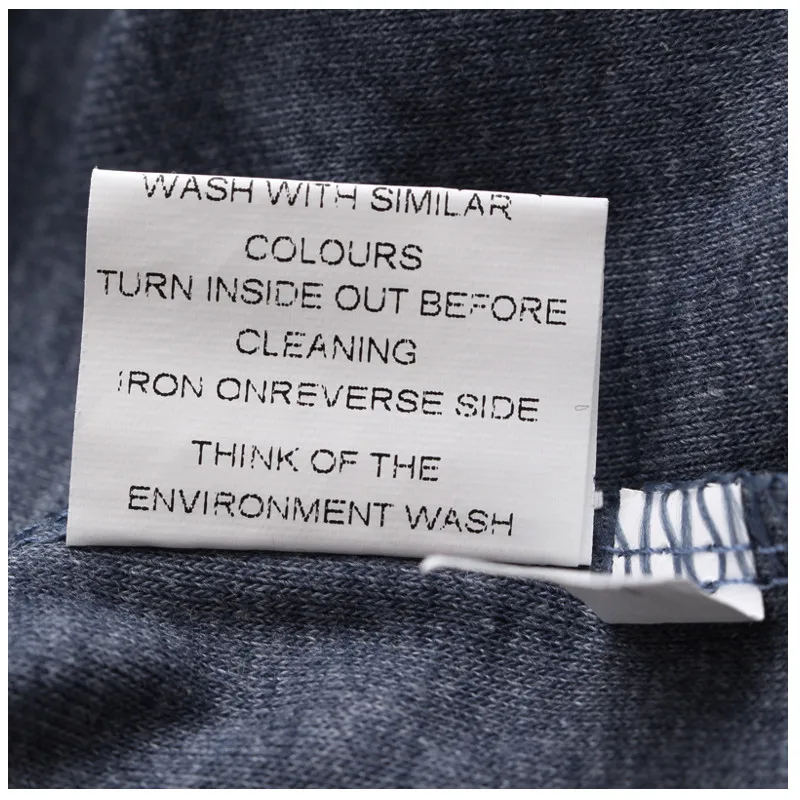 WASH WITH SIMILAR
COLOURS
TURN INSIDE OUT BEFORE
CLEANING
IRON ONREVERSE SIDE
THINK OF THE
ENVIRONMENT WASH